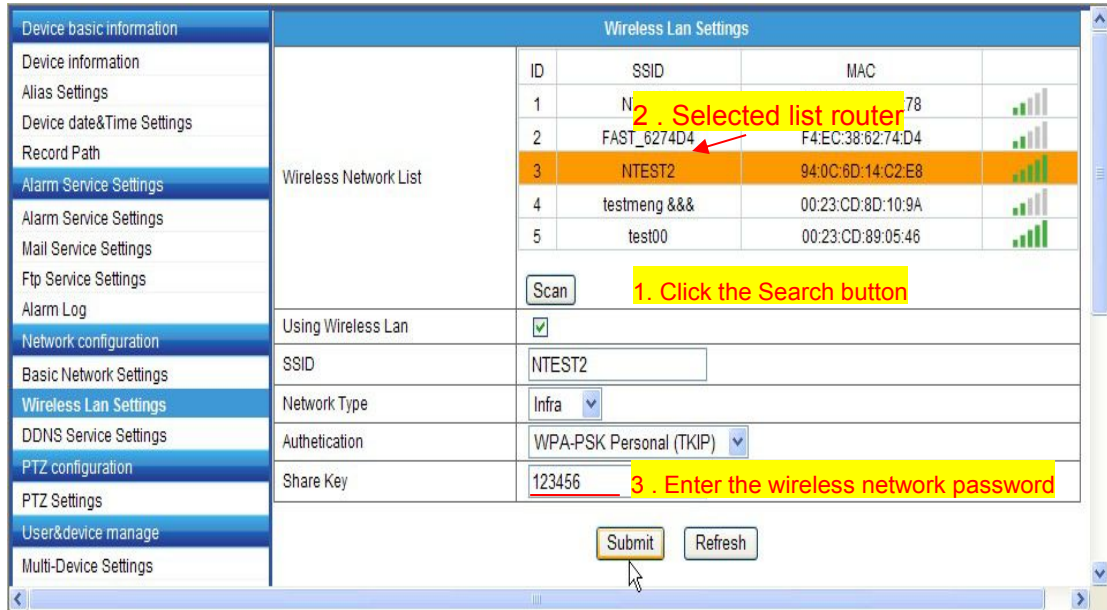 Device basic information
Device information
Alias Settings
Device date&Time Settings
Record Path
Alarm Service Settings
Alarm Service Settings
Mail Service Settings
Ftp Service Settings
Alarm Log
Network configuration
Basic Network Settings
Wireless Lan Settings
DDNS Service Settings
PTZ configuration
PTZ Settings
User&device manage
Multi-Device Settings
Wireless Lan Settings
Wireless Network List
ID SSID MAC
1 N :78
2 . Selected list router
2 FAST_6274D4 F4:EC:38:62:74:D4
3 NTEST2 94:0C:6D:14:C2:E8
4 testmeng &&& 00:23:CD:8D:10:9A
5 test00 00:23:CD:89:05:46
Scan 1. Click the Search button
Using Wireless Lan
SSID NTEST2
Network Type Infra
Authetication WPA-PSK Personal (TKIP)
Share Key 123456 3 . Enter the wireless network password
Submit Refresh